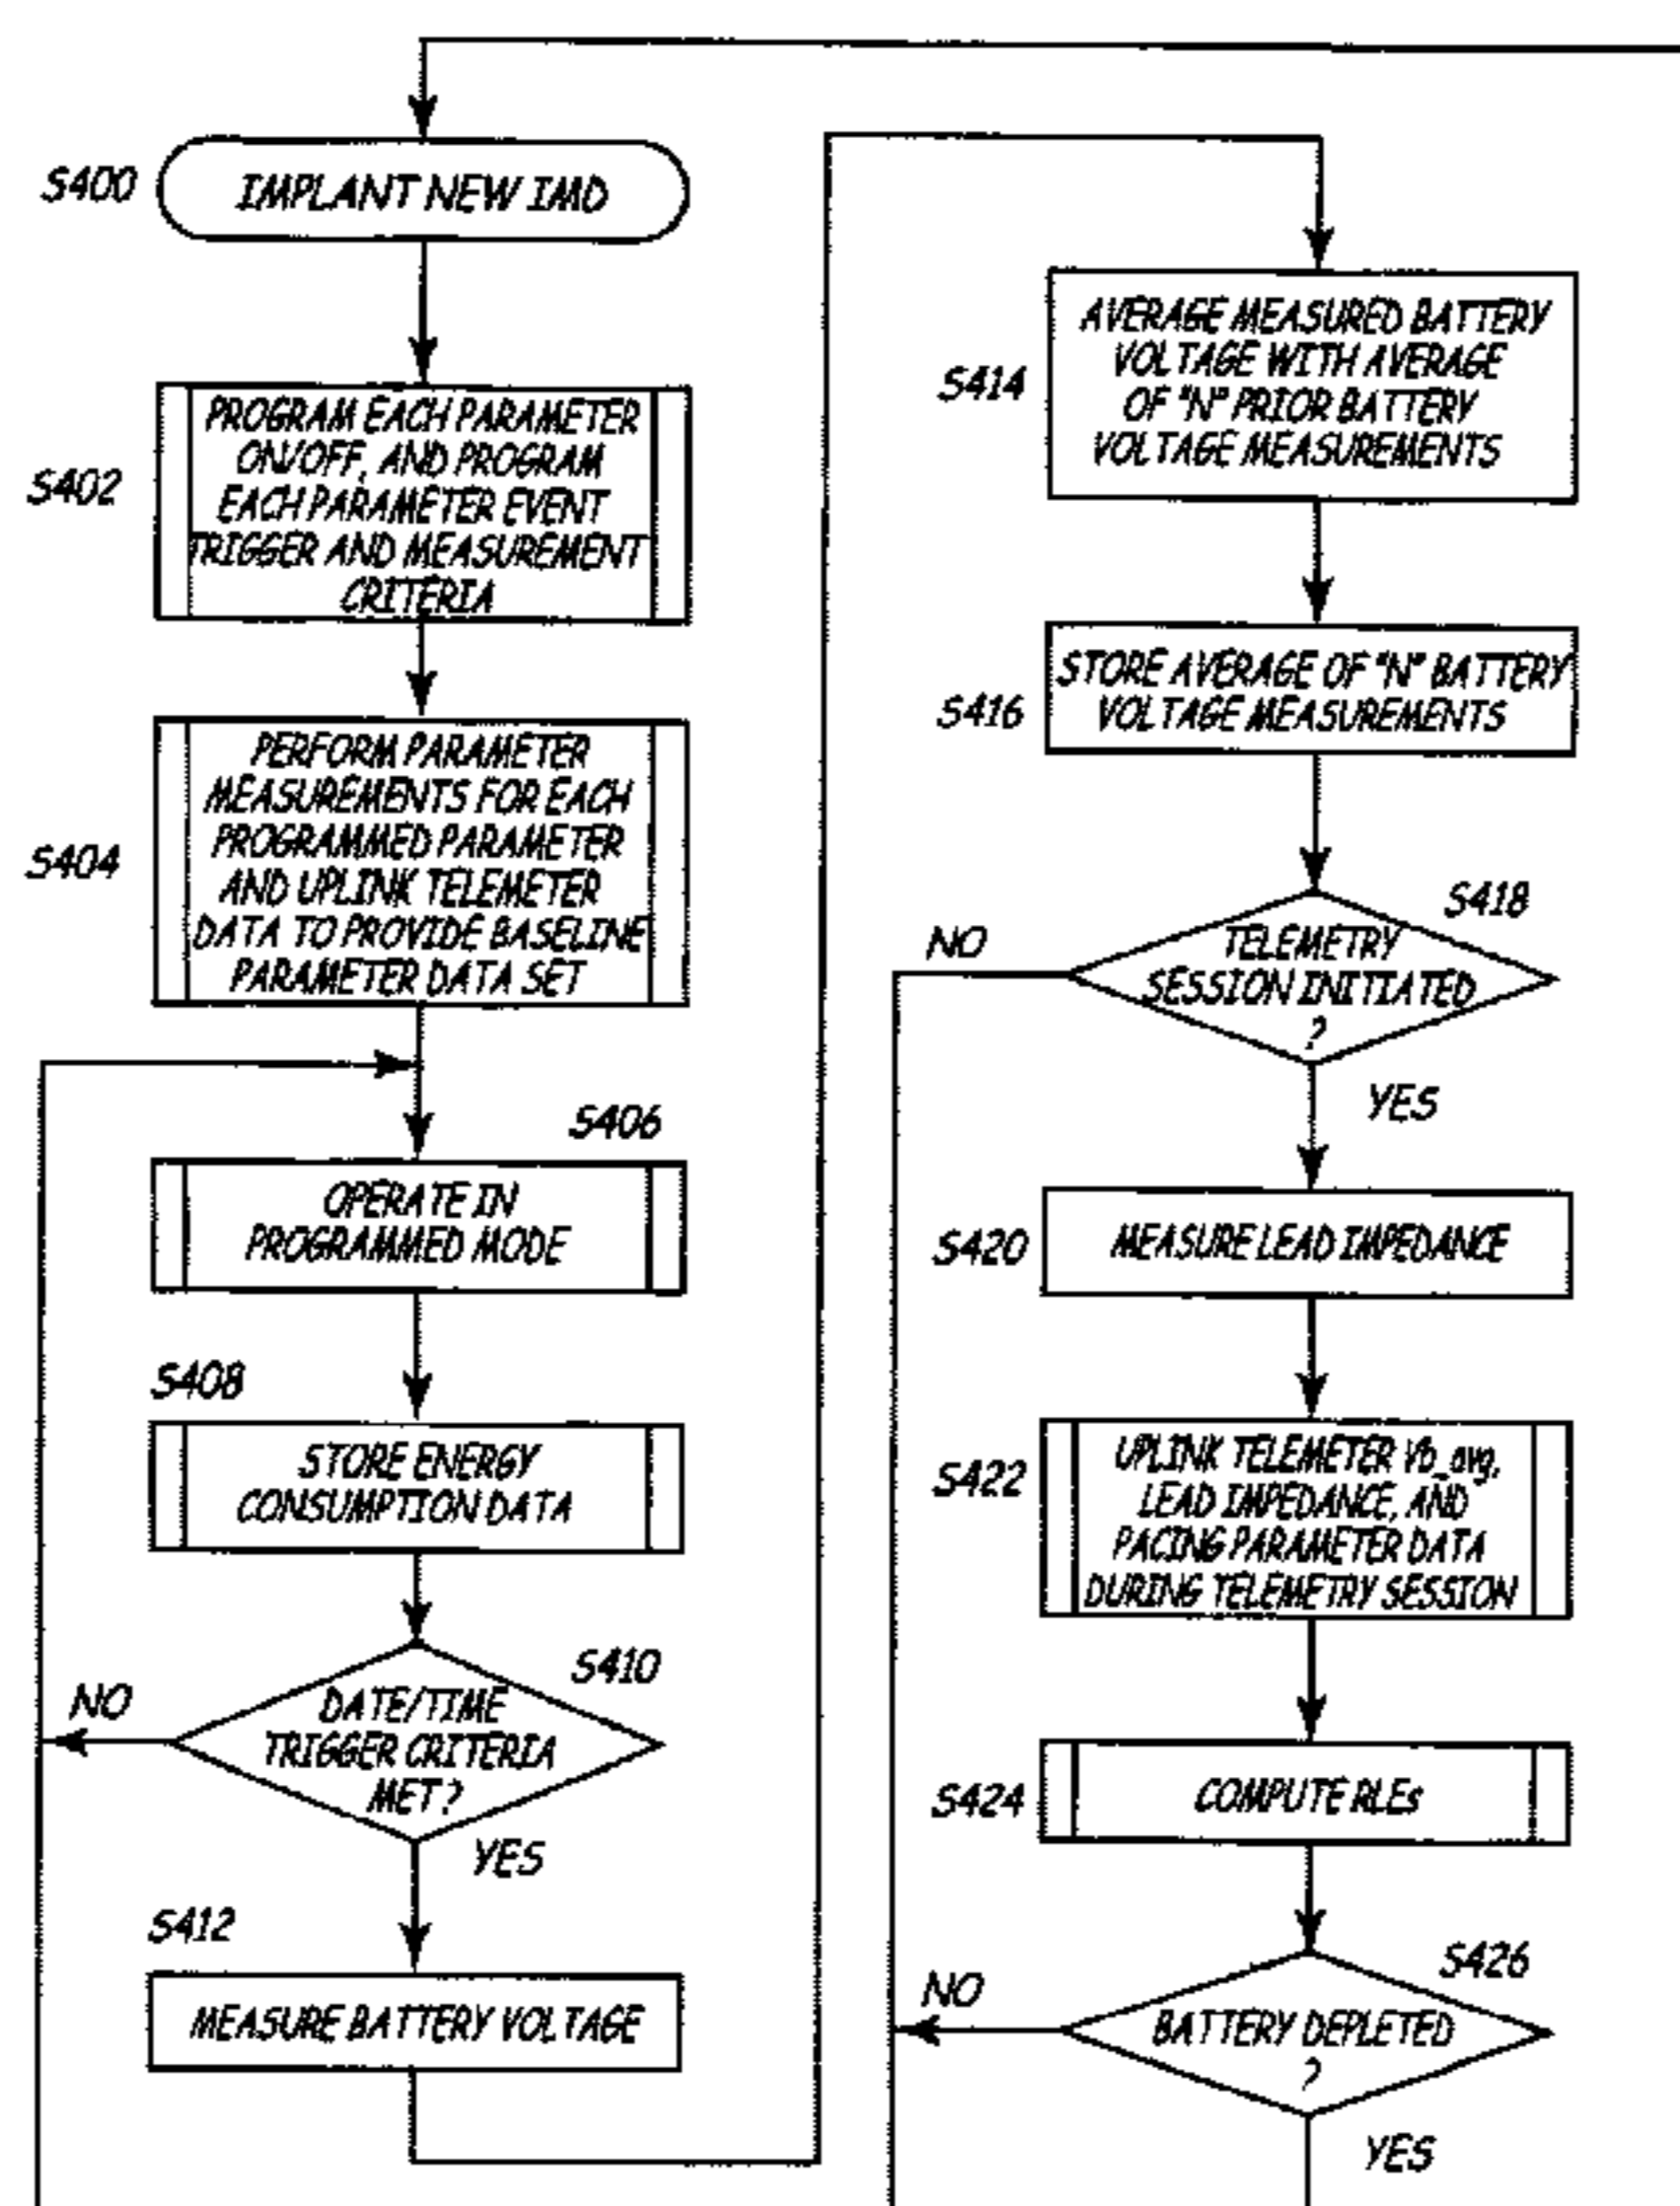 S400
IMPLANT NEW IMD
S402
PROGRAM EACH PARAMETER
ON/OFF, AND PROGRAM
EACH PARAMETER EVENT
TRIGGER AND MEASUREMENT
CRITERIA
S404
PERFORM PARAMETER
MEASUREMENTS FOR EACH
PROGRAMMED PARAMETER
AND UPLINK TELEMETER
DATA TO PROVIDE BASELINE
PARAMETER DATA SET
S406
OPERATE IN
PROGRAMMED MODE
S408
STORE ENERGY
CONSUMPTION DATA
S410
NO
DATE/TIME
TRIGGER CRITERIA
MET?
YES
S412
MEASURE BATTERY VOLTAGE
S414
AVERAGE MEASURED BATTERY
VOLTAGE WITH AVERAGE
OF "N" PRIOR BATTERY
VOLTAGE MEASUREMENTS
S416
STORE AVERAGE OF "N" BATTERY
VOLTAGE MEASUREMENTS
S418
NO
TELEMETRY
SESSION INITIATED
?
YES
S420
MEASURE LEAD IMPEDANCE
S422
UPLINK TELEMETER Vb_avg,
LEAD IMPEDANCE, AND
PACING PARAMETER DATA
DURING TELEMETRY SESSION
S424
COMPUTE RLEs
S426
NO
BATTERY DEPLETED
?
YES